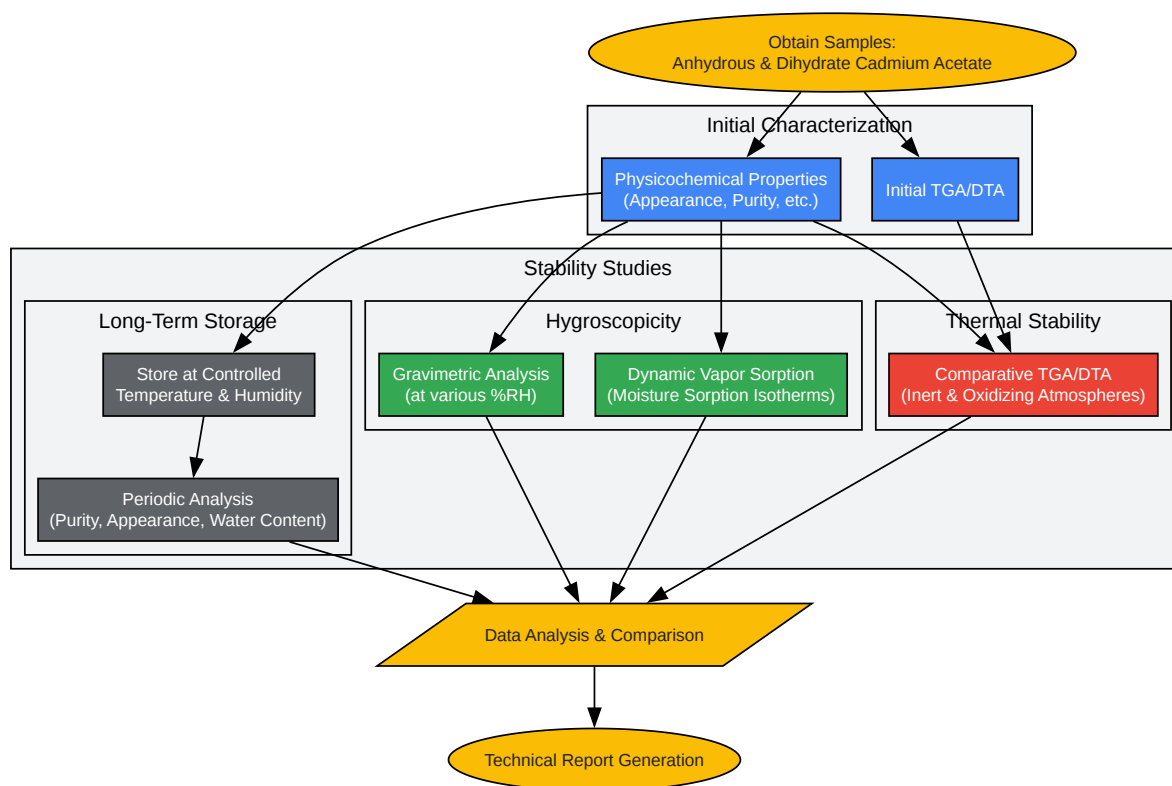 Obtain Samples:
Anhydrous & Dihydrate Cadmium Acetate
Initial Characterization
Physicochemical Properties
(Appearance, Purity, etc.)
Initial TGA/DTA
Stability Studies
Long-Term Storage
Store at Controlled
Temperature & Humidity
Periodic Analysis
(Purity, Appearance, Water Content)
Hygroscopicity
Gravimetric Analysis
(at various %RH)
Dynamic Vapor Sorption
(Moisture Sorption Isotherms)
Thermal Stability
Comparative TGA/DTA
(Inert & Oxidizing Atmospheres)
Data Analysis & Comparison
Technical Report Generation